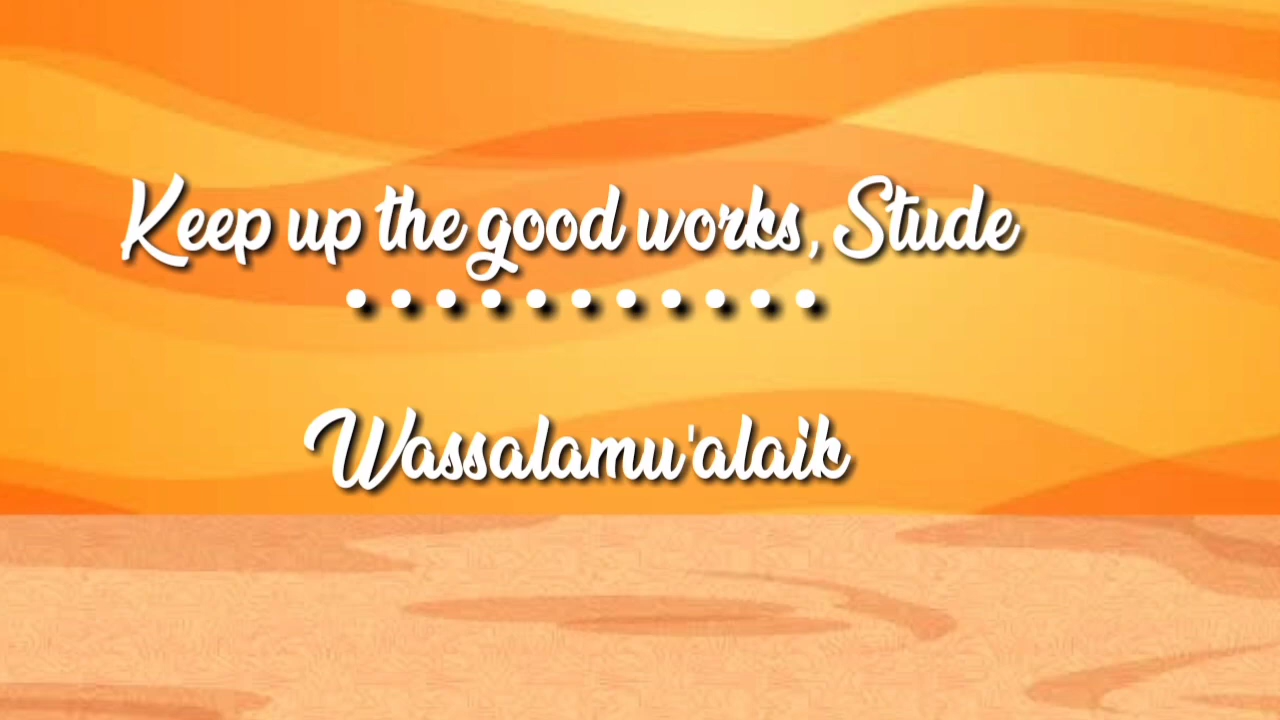 Keep up the good works, Stude
• • • • • • • • • • •
Wassalamu'alaik